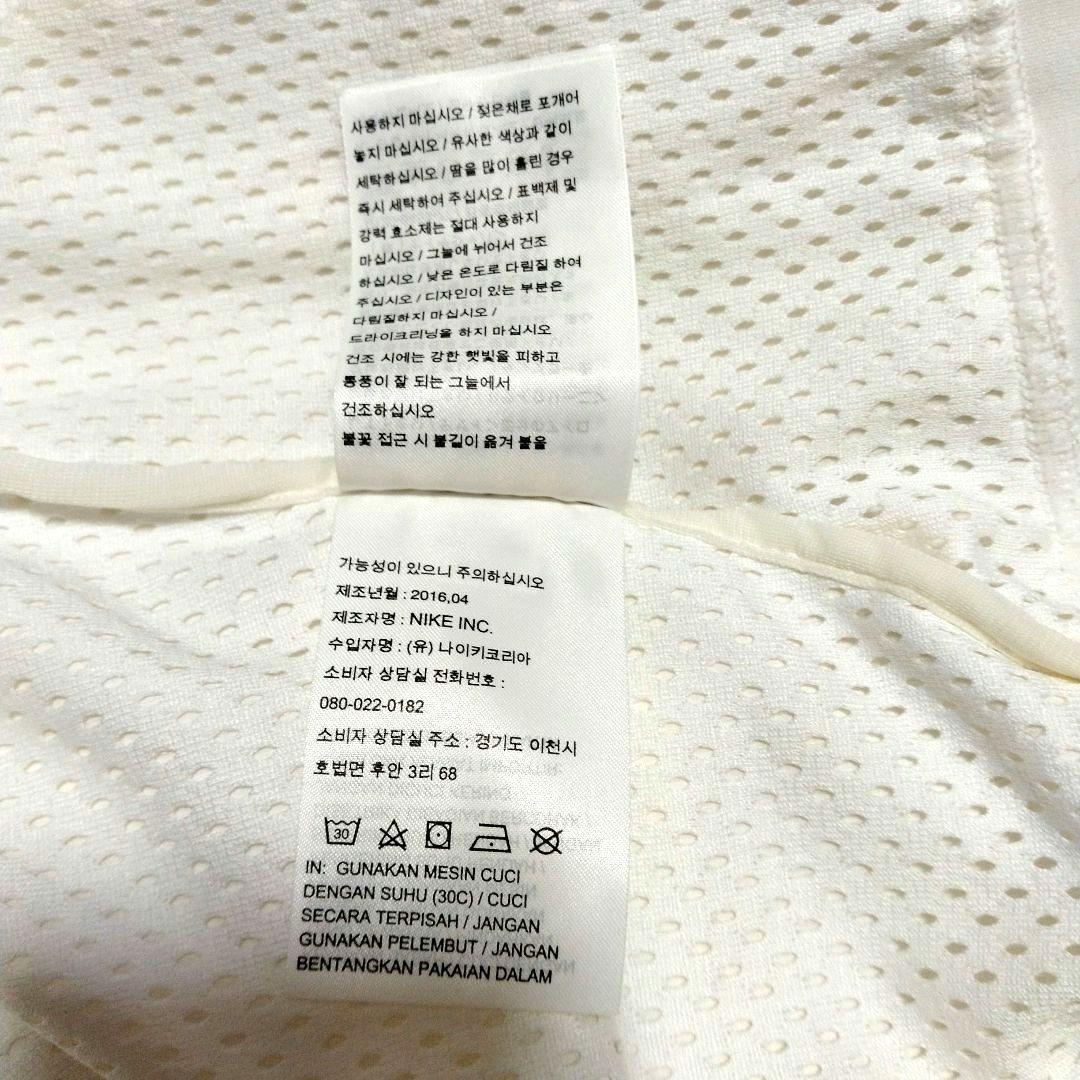 사용하지 마십시오 / 젖은채로 포개어
놓지 마십시오 / 유사한 색상과 같이
세탁하십시오 / 땀을 많이 흘린 경우
즉시 세탁하여 주십시오 / 표백제 및
강력 효소제는 절대 사용하지
마십시오 / 그늘에 뉘어서 건조
하십시오 / 낮은 온도로 다림질 하여
주십시오 / 디자인이 있는 부분은
다림질하지 마십시오 /
드라이크리닝을 하지 마십시오
건조 시에는 강한 햇빛을 피하고
통풍이 잘 되는 그늘에서
건조하십시오
불꽃 접근 시 불길이 옮겨 붙을
가능성이 있으니 주의하십시오
제조년월 : 2016.04
제조자명 : NIKE INC.
수입자명 : (유) 나이키코리아
소비자 상담실 전화번호 :
080-022-0182
소비자 상담실 주소 : 경기도 이천시
호법면 후안 3리 68
30
IN: GUNAKAN MESIN CUCI
DENGAN SUHU (30C) / CUCI
SECARA TERPISAH / JANGAN
GUNAKAN PELEMBUT / JANGAN
BENTANGKAN PAKAIAN DALAM